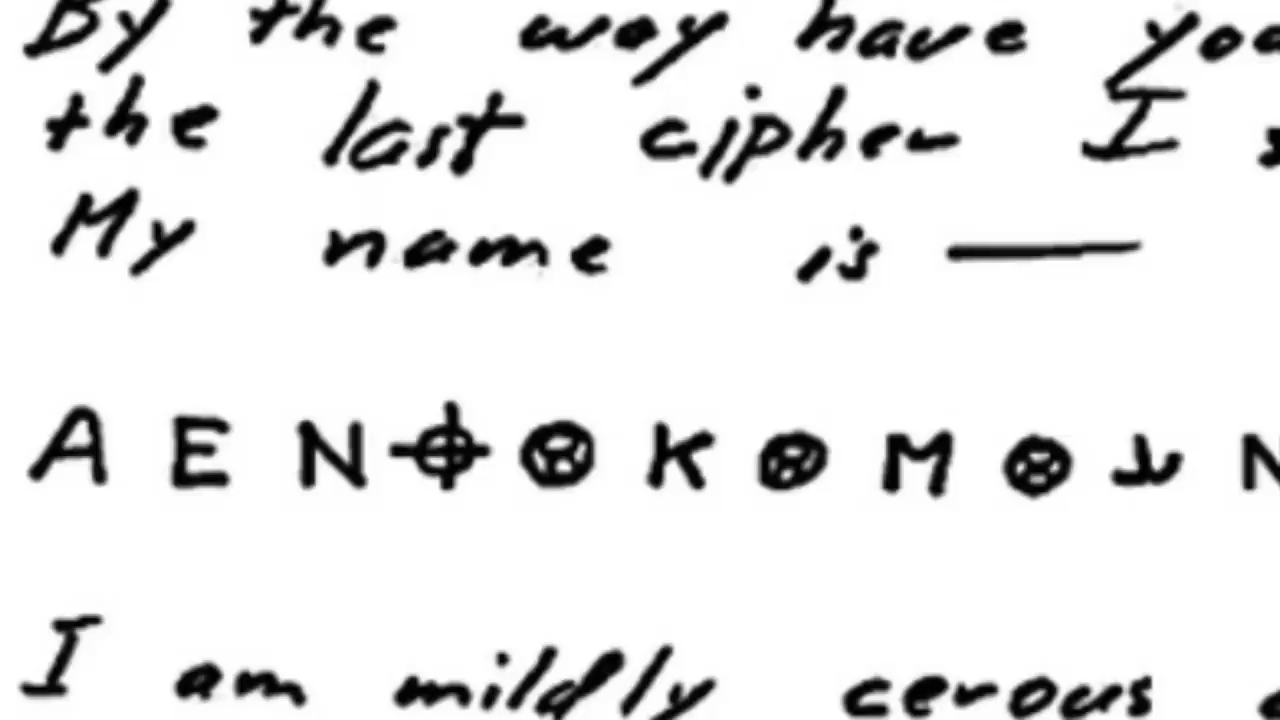 By the way have
the last cipher I
My name is —
A E N ⌖ ⊗ K ⊗ M ⊗ N
I am mildly cerous